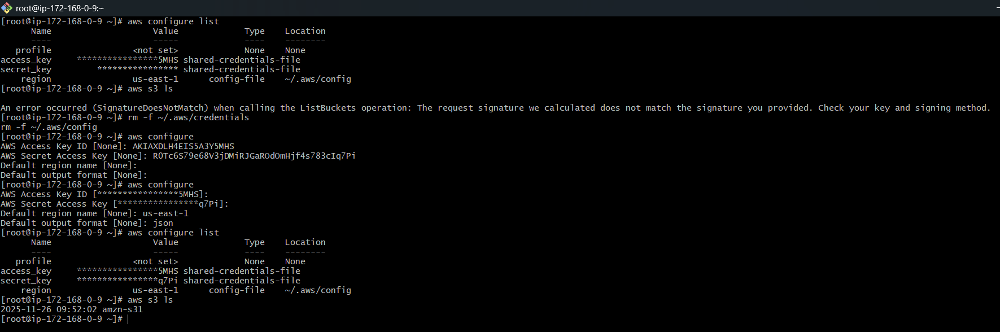 root@ip-172-168-0-9:~
[root@ip-172-168-0-9 ~]# aws configure list
Name Value Type Location
---- ----- ---- --------
profile <not set> None None
access_key ****************5MHS shared-credentials-file
secret_key **************** shared-credentials-file
region us-east-1 config-file ~/.aws/config
[root@ip-172-168-0-9 ~]# aws s3 ls
An error occurred (SignatureDoesNotMatch) when calling the ListBuckets operation: The request signature we calculated does not match the signature you provided. Check your key and signing method.
[root@ip-172-168-0-9 ~]# rm -f ~/.aws/credentials
rm -f ~/.aws/config
[root@ip-172-168-0-9 ~]# aws configure
AWS Access Key ID [None]: AKIAXDLH4EIS5A3Y5MHS
AWS Secret Access Key [None]:
Default region name [None]:
Default output format [None]:
[root@ip-172-168-0-9 ~]# aws configure
AWS Access Key ID [****************5MHS]:
AWS Secret Access Key [****************q7Pi]:
Default region name [None]: us-east-1
Default output format [None]: json
[root@ip-172-168-0-9 ~]# aws configure list
Name Value Type Location
---- ----- ---- --------
profile <not set> None None
access_key ****************5MHS shared-credentials-file
secret_key ****************q7Pi shared-credentials-file
region us-east-1 config-file ~/.aws/config
[root@ip-172-168-0-9 ~]# aws s3 ls
2025-11-26 09:52:02 amzn-s31
[root@ip-172-168-0-9 ~]#